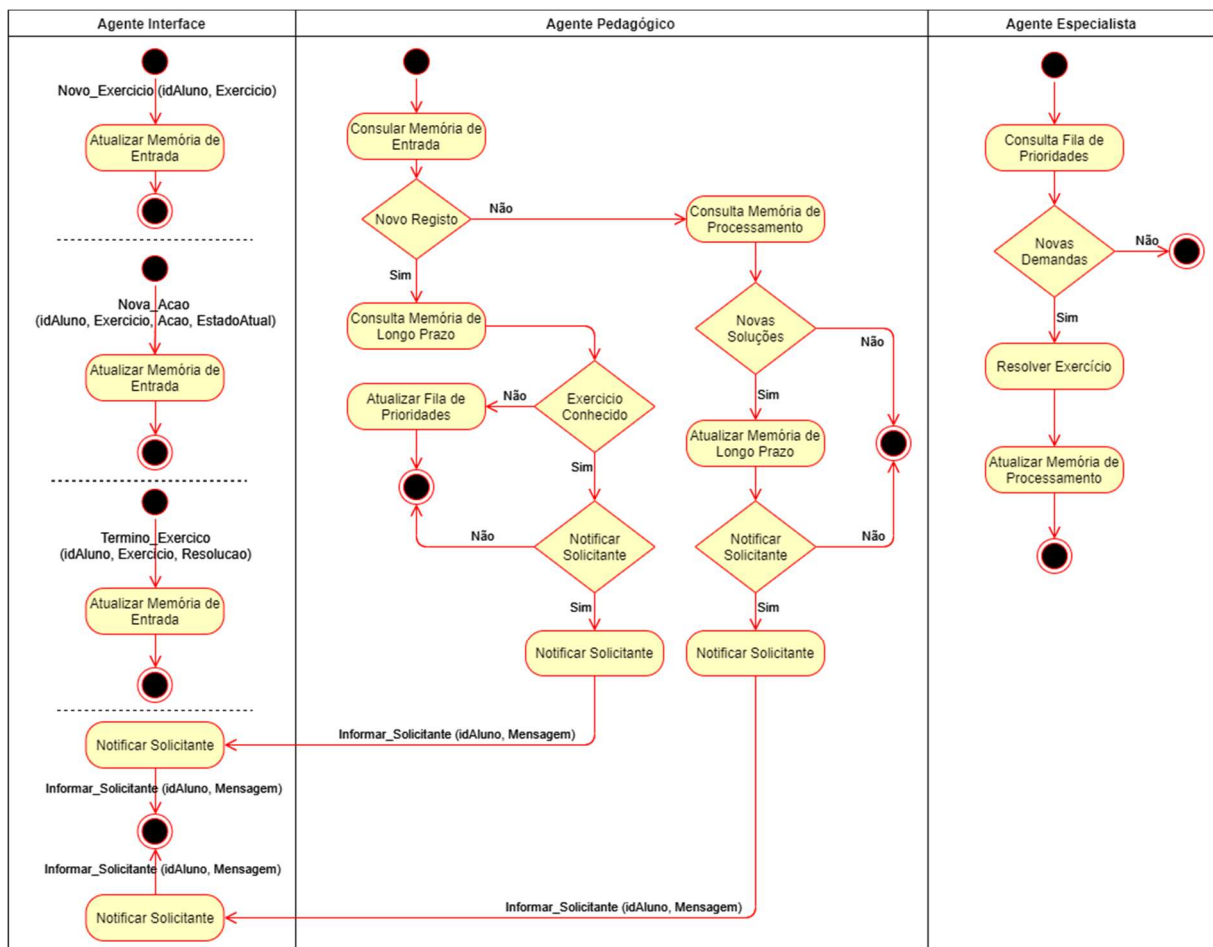 Agente Interface
Novo_Exercicio (idAluno, Exercicio)
Atualizar Memória de
Entrada
Nova_Acao
(idAluno, Exercicio, Acao, EstadoAtual)
Atualizar Memória de
Entrada
Termino_Exercico
(idAluno, Exercicio, Resolucao)
Atualizar Memória de
Entrada
Notificar Solicitante
Informar_Solicitante (idAluno, Mensagem)
Informar_Solicitante (idAluno, Mensagem)
Notificar Solicitante
Agente Pedagógico
Consular Memória de
Entrada
Novo Registo
Não
Sim
Consulta Memória de
Longo Prazo
Exercicio
Conhecido
Não
Atualizar Fila de
Prioridades
Sim
Notificar
Solicitante
Não
Sim
Notificar Solicitante
Informar_Solicitante (idAluno, Mensagem)
Consulta Memória de
Processamento
Novas
Soluções
Não
Sim
Atualizar Memória de
Longo Prazo
Notificar
Solicitante
Não
Sim
Notificar Solicitante
Informar_Solicitante (idAluno, Mensagem)
Agente Especialista
Consulta Fila de
Prioridades
Novas
Demandas
Não
Sim
Resolver Exercício
Atualizar Memória de
Processamento